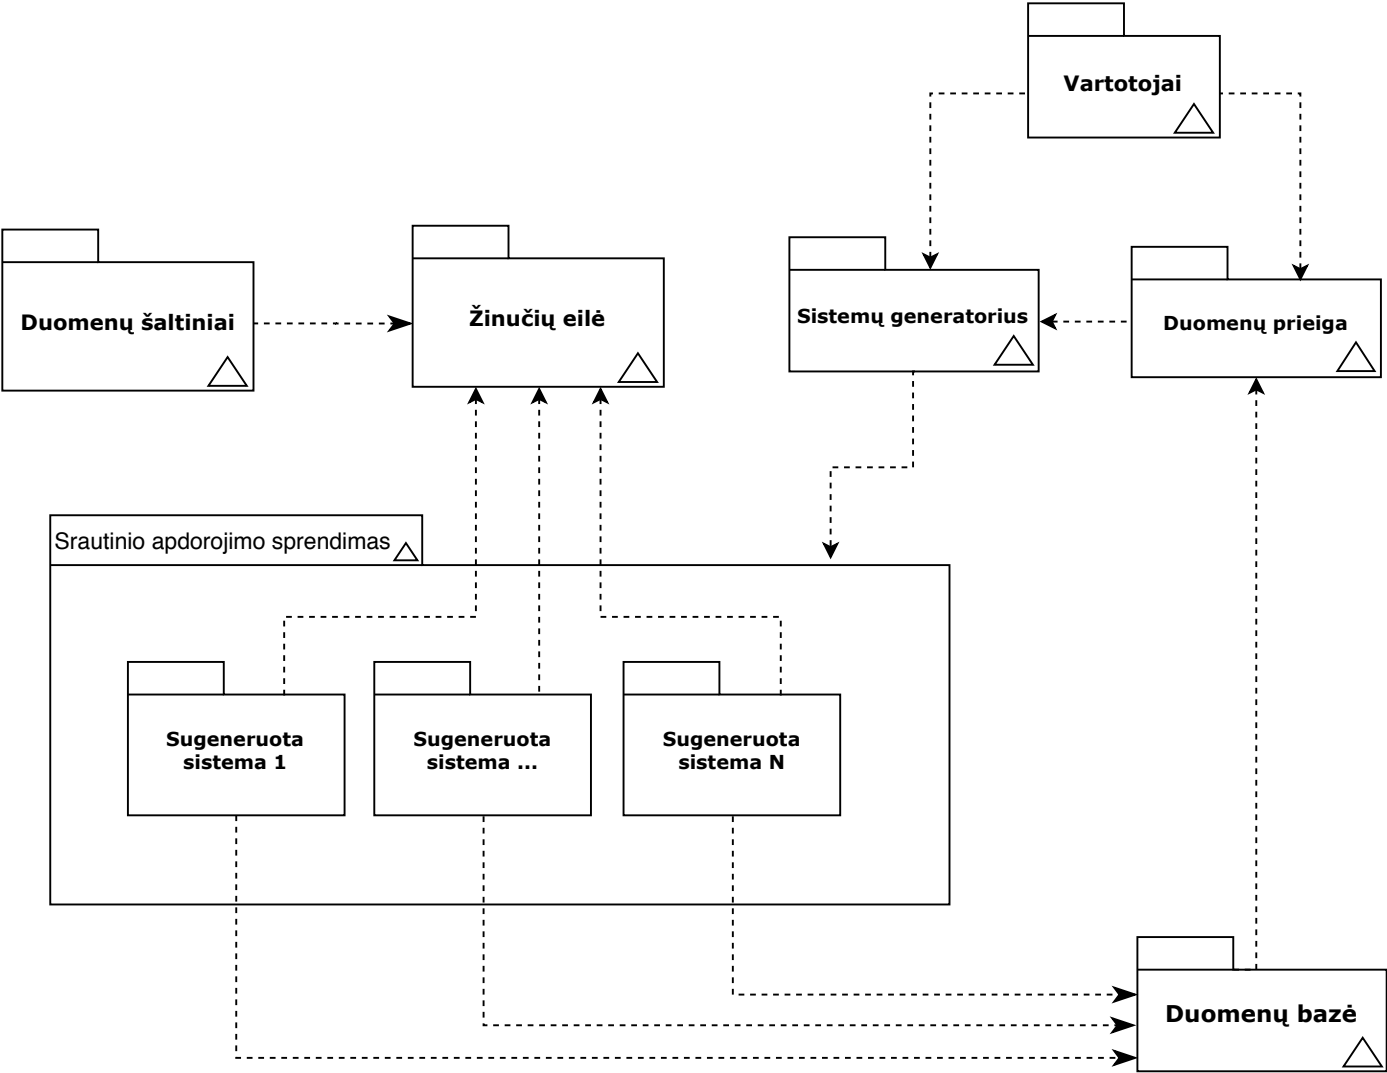 Vartotojai
Duomenų šaltiniai
Žinučių eilė
Sistemų generatorius
Duomenų prieiga
Srautinio apdorojimo sprendimas
Sugeneruota
sistema 1
Sugeneruota
sistema ...
Sugeneruota
sistema N
Duomenų bazė